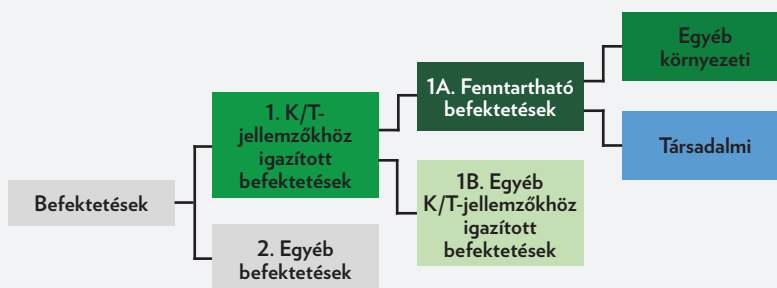 Befektetések
1. K/T-
jellemzőkhöz
igazított
befektetések
2. Egyéb
befektetések
1A. Fenntartható
befektetések
1B. Egyéb
K/T-jellemzőkhöz
igazított
befektetések
Egyéb
környezeti
Társadalmi